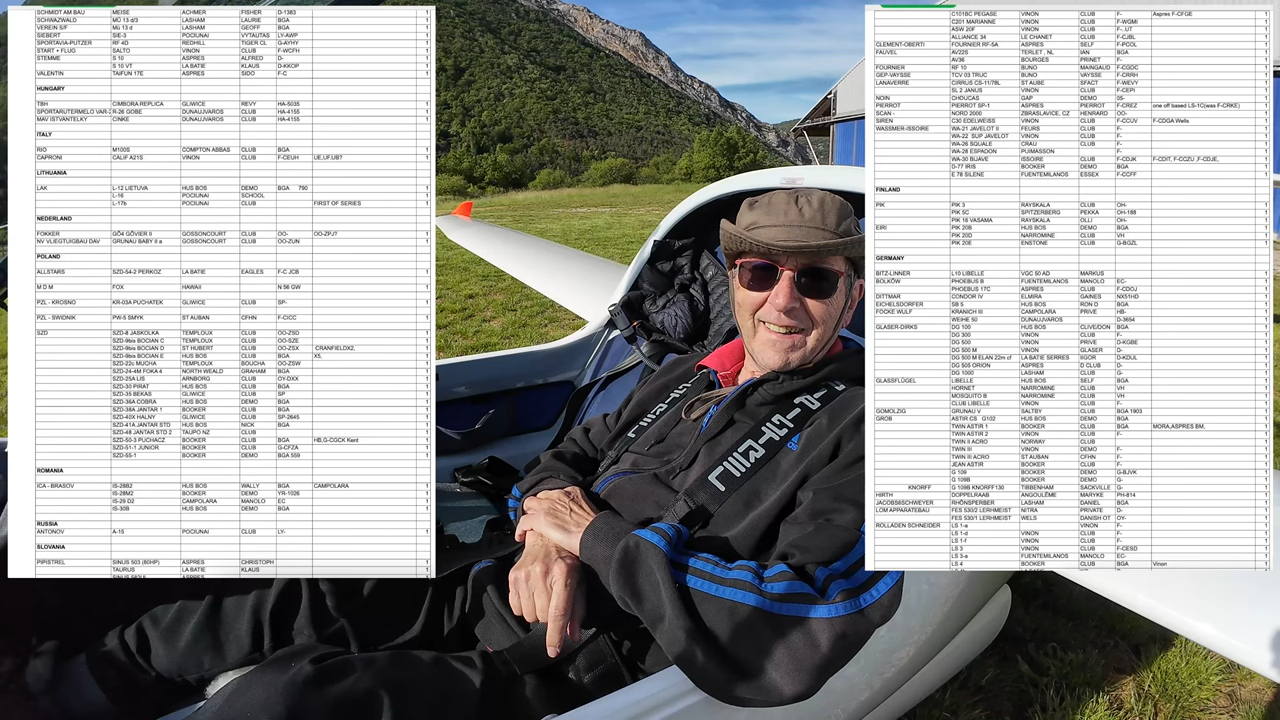 SCHMIDT AM BAU MEISE ACHMER FISHER D-1383 1
SCHWAZWALD MÜ 13 d/3 LASHAM LAURIE BGA 1
VEREIN S/F Mü 13 d LASHAM GEOFF BGA 1
SIEBERT SIE-3 POCIUNAI VYTAUTAS LY-AWP 1
SPORTAVIA-PUTZER RF 4D REDHILL TIGER CL G-AYHY 1
START + FLUG SALTO VINON CLUB F-WCFH 1
STEMME S 10 ASPRES ALFRED D- 1
S 10 VT LA BATIE KLAUS D-KKOP 1
VALENTIN TAIFUN 17E ASPRES SIDO F-C 1
HUNGARY
CIMBORA REPLICA GLIWICE REVY HA-5035 1
SPORTARUTERMELO VAR- R-26 GOBE DUNAUJVAROS CLUB HA-4155 1
MAV ISTVANTELKY CINKE DUNAUJVAROS CLUB HA-4155 1
ITALY
RIO M100S COMPTON ABBAS CLUB BGA 1
CAPRONI CALIF A21S VINON CLUB F-CEUH UE,UF.UB? 1
LITHUANIA
LAK L-12 LIETUVA HUS BOS DEMO BGA 790 1
L-16 POCIUNAI SCHOOL 1
L-17b POCIUNAI CLUB FIRST OF SERIES 1
NEDERLAND
FOKKER GÖ4 GÖVIER II GOSSONCOURT CLUB OO- OO-ZPJ? 1
NV VLIEGTUIGBAU DAV GRUNAU BABY II a GOSSONCOURT CLUB OO-ZUN 1
POLAND
ALLSTARS SZD-54-2 PERKOZ LA BATIE EAGLES F-C JCB 1
M D M FOX HAWAII N 56 GW 1
PZL - KROSNO KR-03A PUCHATEK GLIWICE CLUB SP- 1
PZL - SWIDNIK PW-5 SMYK ST AUBAN CFHN F-CICC 1
SZD SZD-8 JASKOLKA TEMPLOUX CLUB OO-ZSD 1
SZD-9bis BOCIAN C TEMPLOUX CLUB OO-SZE 1
SZD-9bis BOCIAN D ST HUBERT CLUB OO-ZSX CRANFIELDX2, 1
SZD-9bis BOCIAN E HUS BOS CLUB BGA X5, 1
SZD-22c MUCHA TEMPLOUX BOUCHA OO-ZSW 1
SZD-24-4M FOKA 4 NORTH WEALD GRAHAM BGA 1
SZD-25A LIS ARNBORG CLUB OY-DXX 1
SZD-30 PIRAT HUS BOS CLUB BGA 1
SZD-35 BEKAS GLIWICE CLUB SP 1
SZD-36A COBRA HUS BOS DEMO BGA 1
SZD-38A JANTAR 1 BOOKER CLUB BGA 1
SZD-40X HALNY GLIWICE CLUB SP-2645 1
SZD-41A JANTAR STD HUS BOS NICK BGA 1
SZD-48 JANTAR STD 2 TAUPO NZ CLUB 1
SZD-50-3 PUCHACZ BOOKER CLUB BGA HB,G-CGCK Kent 1
SZD-51-1 JUNIOR BOOKER CLUB G-CFZA 1
SZD-55-1 BOOKER DEMO BGA 559 1
ROMANIA
ICA - BRASOV IS-28B2 HUS BOS WALLY BGA CAMPOLARA 1
IS-28M2 BOOKER DEMO YR-1026 1
IS-29 D2 CAMPOLARA MANOLO EC 1
IS-30B HUS BOS DEMO BGA 1
RUSSIA
ANTONOV A-15 POCIUNAI CLUB LY- 1
SLOVANIA
PIPISTREL SINUS 503 (80HP) ASPRES CHRISTOPH 1
TAURUS LA BATIE KLAUS 1
C101BC PEGASE VINON CLUB F- Aspres F-CFGE 1
C201 MARIANNE VINON CLUB F-WGMI 1
ASW 20F VINON CLUB F-..UT 1
ALLIANCE 34 LE CHANET CLUB F-CJBL 1
CLEMENT-OBERTI FOURNIER RF-5A ASPRES SELF F-PCOL 1
FAUVEL AV22S TERLET , NL IAN BGA 1
AV36 BOURGES PRINET F- 1
FOURNIER RF 10 BUNO MAINGAUD F-CGDC 1
GEP-VAYSSE TCV 03 TRUC BUNO VAYSSE F-CRRH 1
LANAVERRE CIRRUS CS-11/78L ST AUBE SFACT F-WEVY 1
SL 2 JANUS VINON CLUB F-CEPI 1
NOIN CHOUCAS GAP DEMO 05- 1
PIERROT PIERROT SP-1 ASPRES PIERROT F-CREZ one off based LS-1C(was F-CRKE) 1
SCAN - NORD 2000 ZBRASLAVICE, CZ HENRARD OO- 1
SIREN C30 EDELWEISS VINON CLUB F-CCUV F-CDGA Wells 1
WASSMER-ISSOIRE WA-21 JAVELOT II FEURS CLUB F- 1
WA-22 SUP JAVELOT VINON CLUB F- 1
WA-26 SQUALE CRAU CLUB F- 1
WA-28 ESPADON PUIMASSON F- 1
WA-30 BIJAVE ISSOIRE CLUB F-CDJK F-CDIT, F-CCZU ,F-CDJE, 1
D-77 IRIS BOOKER DEMO BGA 1
E 78 SILENE FUENTEMILANOS ESSEX F-CCFF 1
FINLAND
PIK PIK 3 RAYSKALA CLUB OH- 1
PIK 5C SPITZERBERG PEKKA OH-188 1
PIK 16 VASAMA RAYSKALA OLLI OH- 1
EIRI PIK 20B HUS BOS DEMO BGA 1
PIK 20D NARROMINE CLUB VH 1
PIK 20E ENSTONE CLUB G-BGZL 1
GERMANY
BITZ-LINNER L10 LIBELLE VGC 50 AD MARKUS 1
BOLKÖW PHOEBUS B FUENTEMILANOS MANOLO EC- 1
PHOEBUS 17C ASPRES CLUB F-CDOJ 1
DITTMAR CONDOR IV ELMIRA GAINES NX51HD 1
EICHELSDORFER SB 5 HUS BOS RON D BGA 1
FOCKE WULF KRANICH III CAMPOLARA PRIVE HB- 1
WEIHE 50 DUNAUJVAROS D-3654 1
GLASER-DIRKS DG 100 HUS BOS CLIVE/DON BGA 1
DG 300 VINON CLUB F- 1
DG 500 VINON PRIVE D-KGBE 1
DG 500 M VINON GLASER D- 1
DG 500 M ELAN 22m cf LA BATIE SERRES IIGOR D-KDUL 1
DG 505 ORION ASPRES D CLUB D- 1
DG 1000 LASHAM CLUB G- 1
GLASSFLÜGEL LIBELLE HUS BOS SELF BGA 1
HORNET NARROMINE CLUB VH 1
MOSQUITO B NARROMINE CLUB VH 1
CLUB LIBELLE VINON CLUB F- 1
GOMOLZIG GRUNAU V SALTBY CLUB BGA 1903 1
GROB ASTIR CS G102 HUS BOS DEMO BGA 1
TWIN ASTIR 1 BOOKER CLUB BGA MORA,ASPRES BM, 1
TWIN ASTIR 2 VINON CLUB F- 1
TWIN II ACRO NORWAY CLUB 1
TWIN III VINON DEMO F- 1
TWIN III ACRO ST AUBAN CFHN F- 1
JEAN ASTIR BOOKER CLUB F- 1
G 109 BOOKER DEMO G-BJVK 1
G 109B BOOKER DEMO G- 1
KNORFF G 109B KNORFF130 TIBBENHAM SACKVILLE G- 1
HIRTH DOPPELRAAB ANGOULÊME MARYKE PH-814 1
JACOBS6SCHWEYER RHÖNSPERBER LASHAM DANIEL BGA 1
LOM APPARATEBAU FES 530/2 LERHMEIST NITRA PRIVATE D- 1
FES 530/1 LERHMEIST WELS DANISH OT OY- 1
ROLLADEN SCHNEIDER LS 1-a VINON F- 1
LS 1-d VINON CLUB F- 1
LS 1-f VINON CLUB F- 1
LS 3 VINON CLUB F-CESD 1
LS 3-a FUENTEMILANOS MANOLO EC- 1
LS 4 BOOKER CLUB BGA Vinon 1